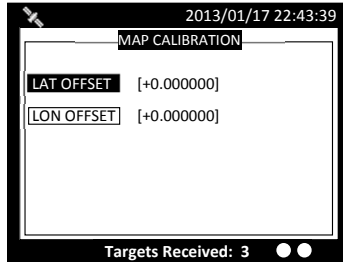 2013/01/17 22:43:39
MAP CALIBRATION
LAT OFFSET [+0.000000]
LON OFFSET [+0.000000]
Targets Received: 3